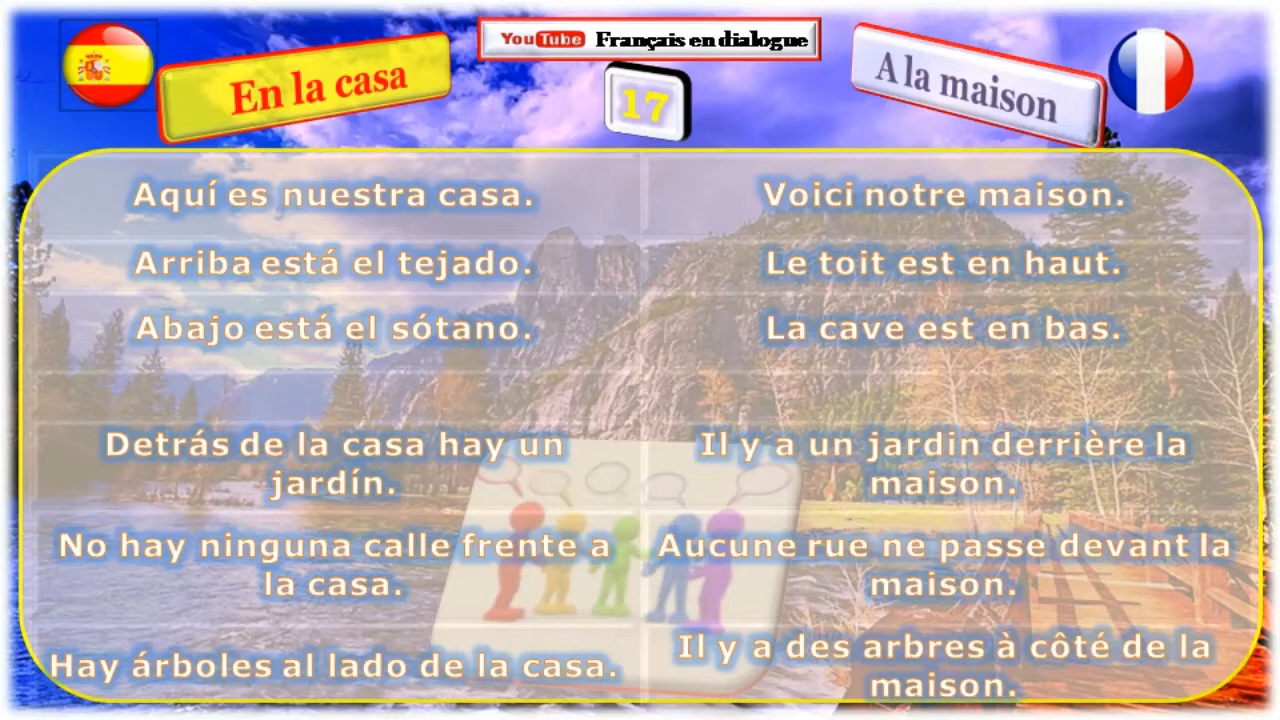 En la casa
YouTube Français en dialogue
17
A la maison
Aquí es nuestra casa.
Voici notre maison.
Arriba está el tejado.
Le toit est en haut.
Abajo está el sótano.
La cave est en bas.
Detrás de la casa hay un
jardín.
Il y a un jardin derrière la
maison.
No hay ninguna calle frente a
la casa.
Aucune rue ne passe devant la
maison.
Hay árboles al lado de la casa.
Il y a des arbres à côté de la
maison.